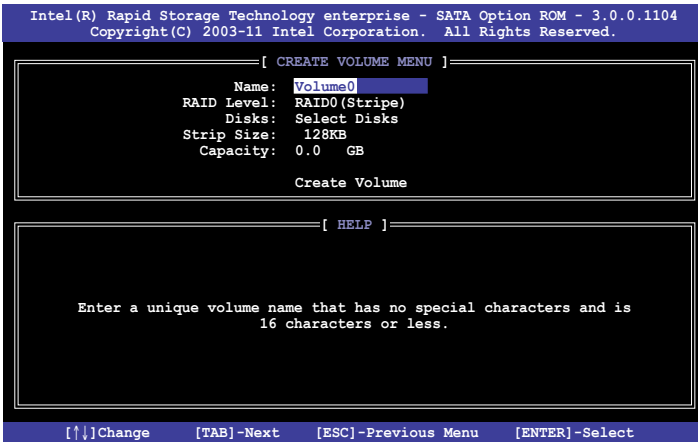 Intel(R) Rapid Storage Technology enterprise - SATA Option ROM - 3.0.0.1104
Copyright(C) 2003-11 Intel Corporation. All Rights Reserved.
[ CREATE VOLUME MENU ]
Name: Volume0
RAID Level: RAID0(Stripe)
Disks: Select Disks
Strip Size: 128KB
Capacity: 0.0 GB
Create Volume
[ HELP ]
Enter a unique volume name that has no special characters and is
16 characters or less.
[↑↓]Change [TAB]-Next [ESC]-Previous Menu [ENTER]-Select